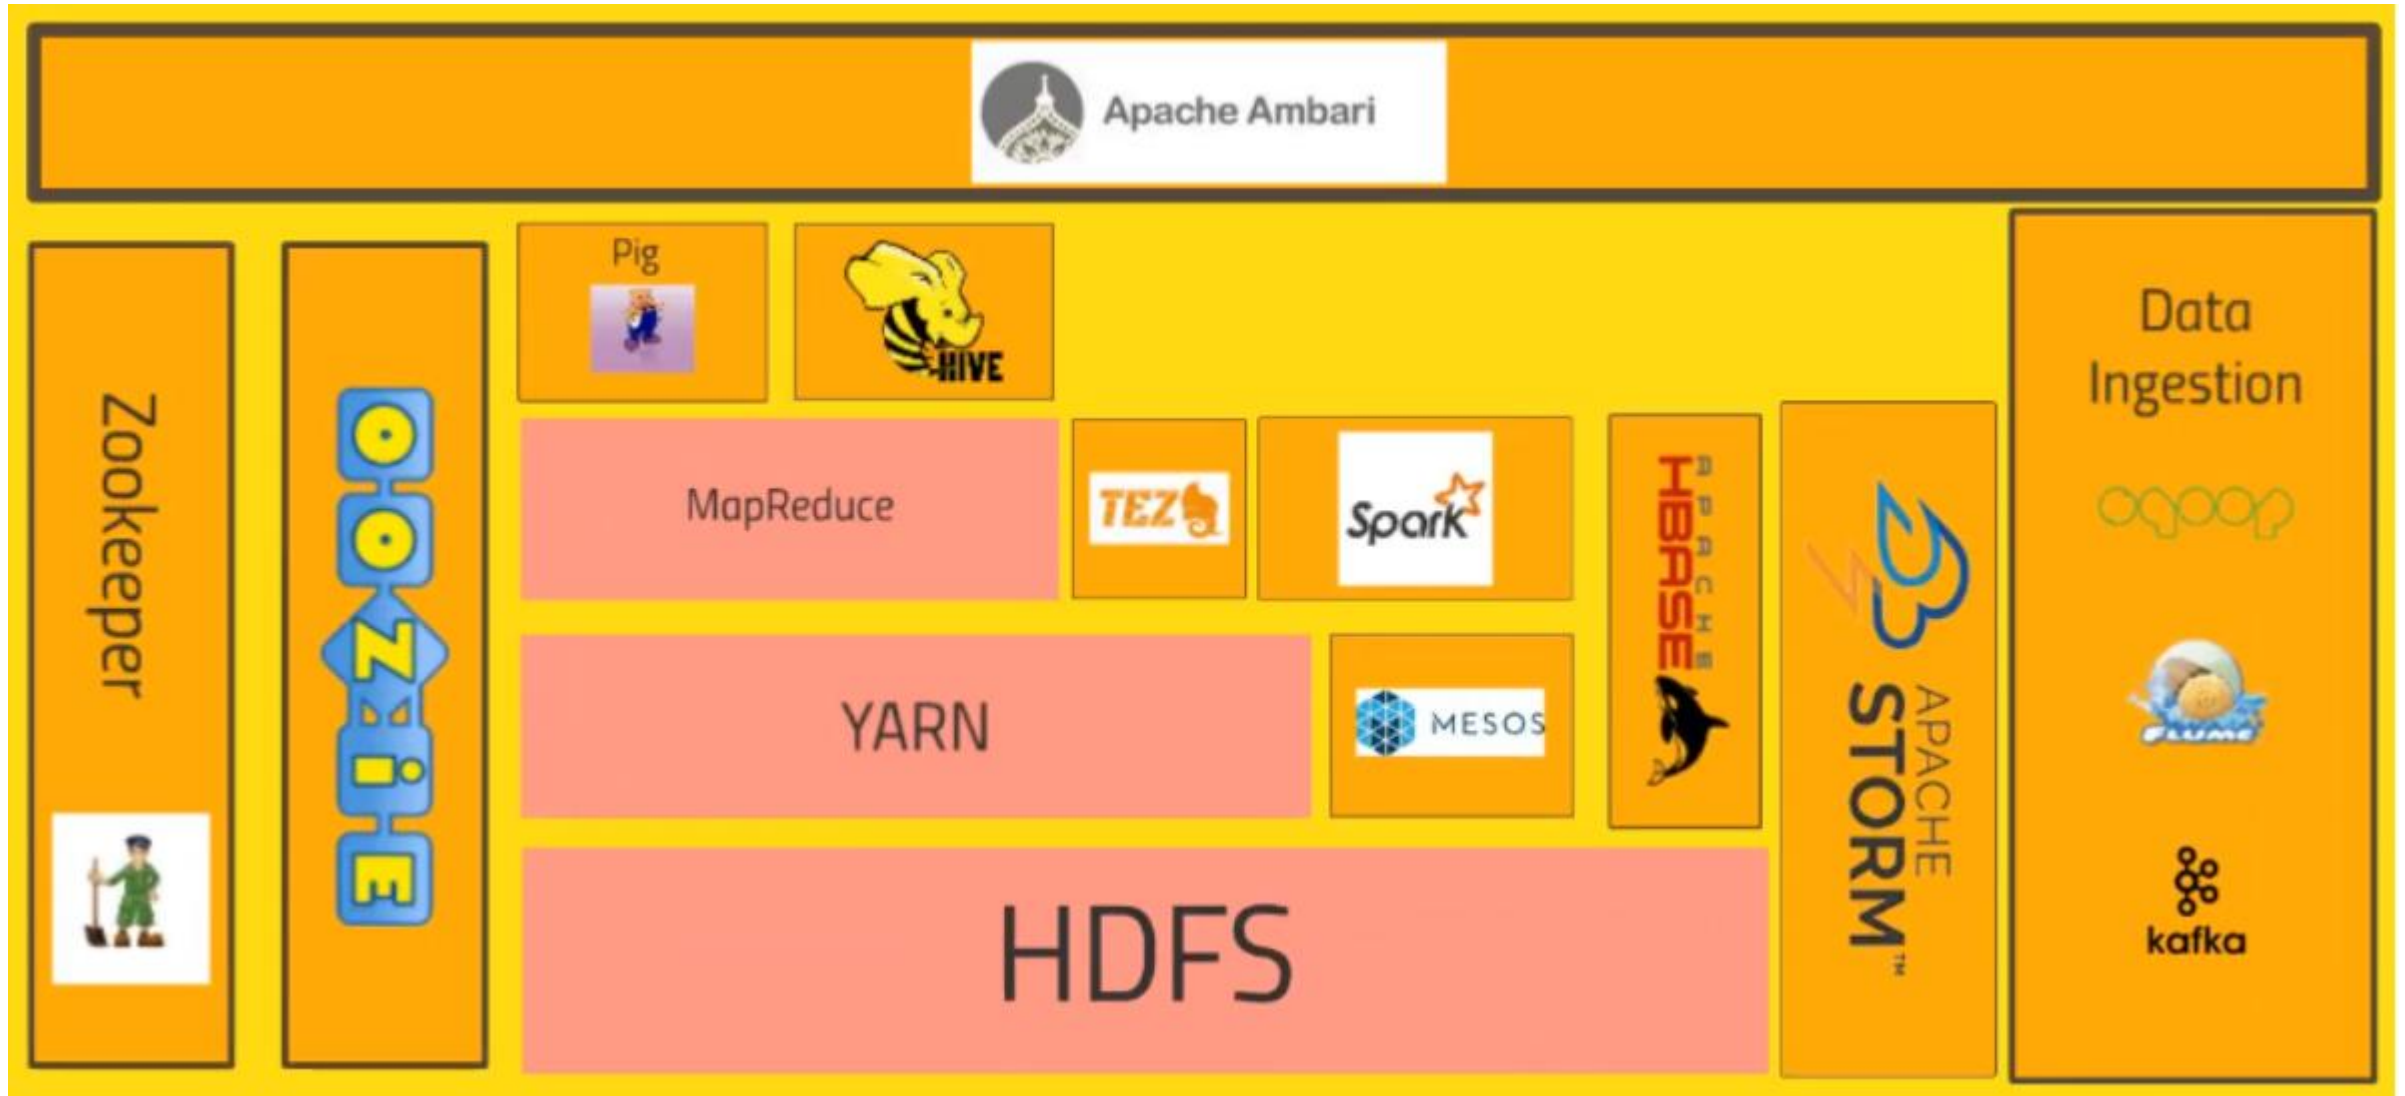 Apache Ambari
Zookeeper
OOZiE
Pig
HIVE
MapReduce
TEZ
Spark
APACHE
HBASE
APACHE
STORM™
Data
Ingestion
sqoop
FLUME
kafka
YARN
MESOS
HDFS